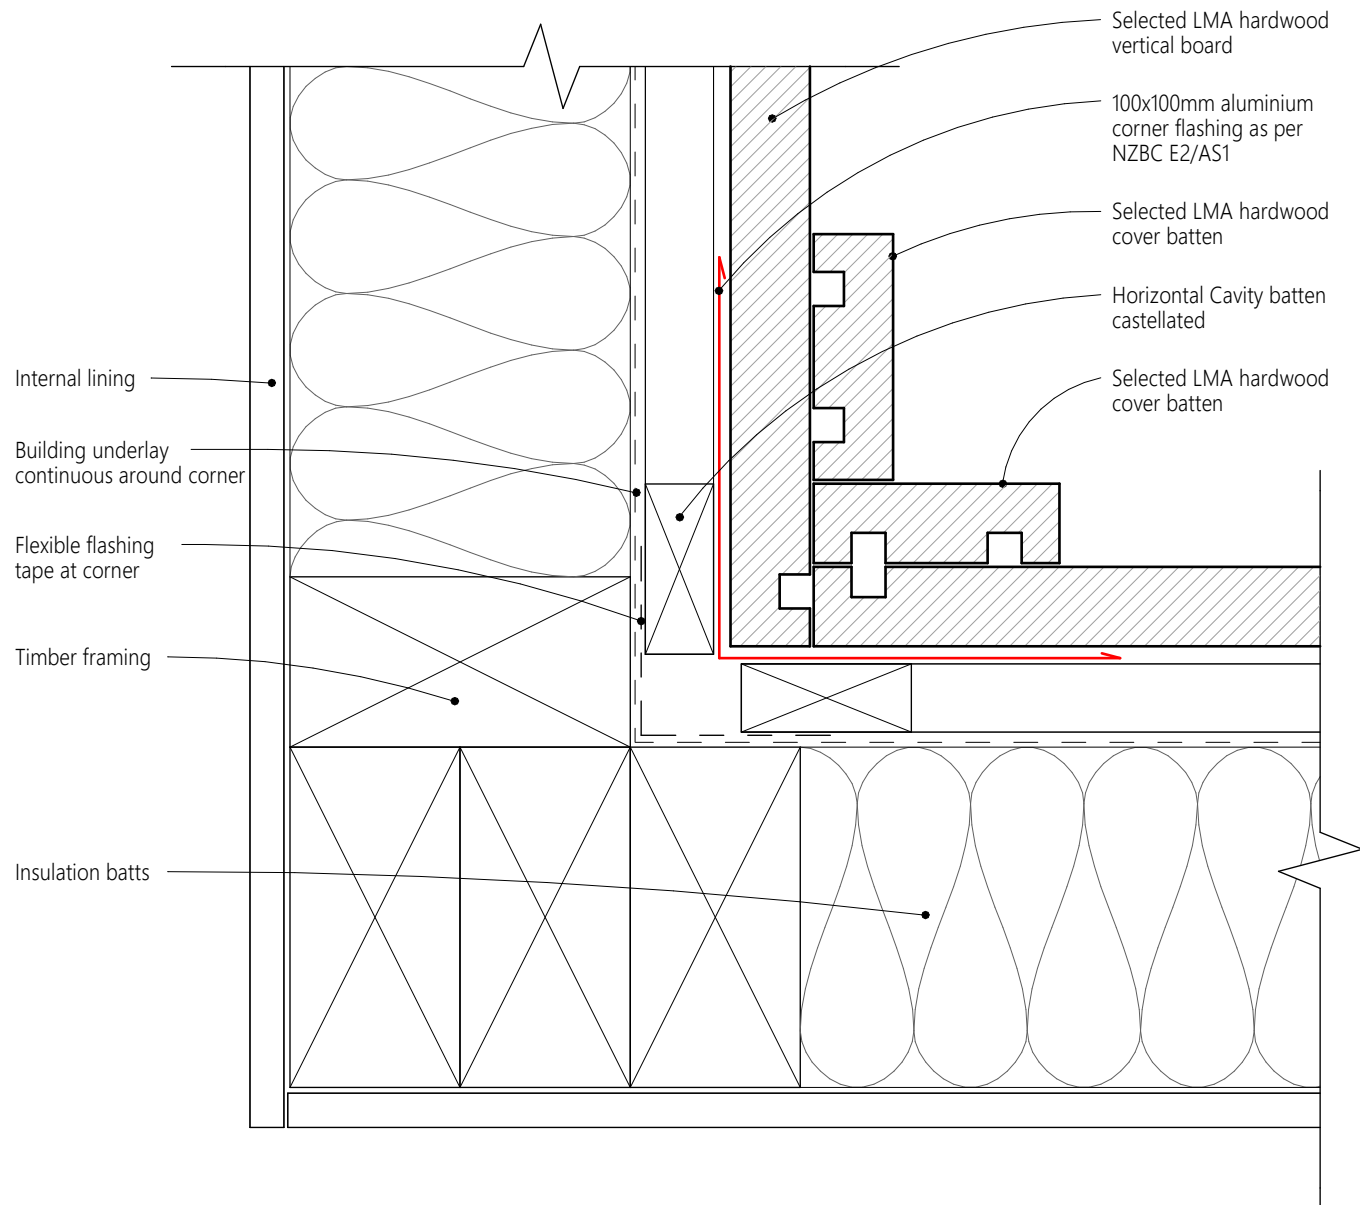 Selected LMA hardwood
vertical board
100x100mm aluminium
corner flashing as per
NZBC E2/AS1
Selected LMA hardwood
cover batten
Horizontal Cavity batten
castellated
Selected LMA hardwood
cover batten
Internal lining
Building underlay
continuous around corner
Flexible flashing
tape at corner
Timber framing
Insulation batts